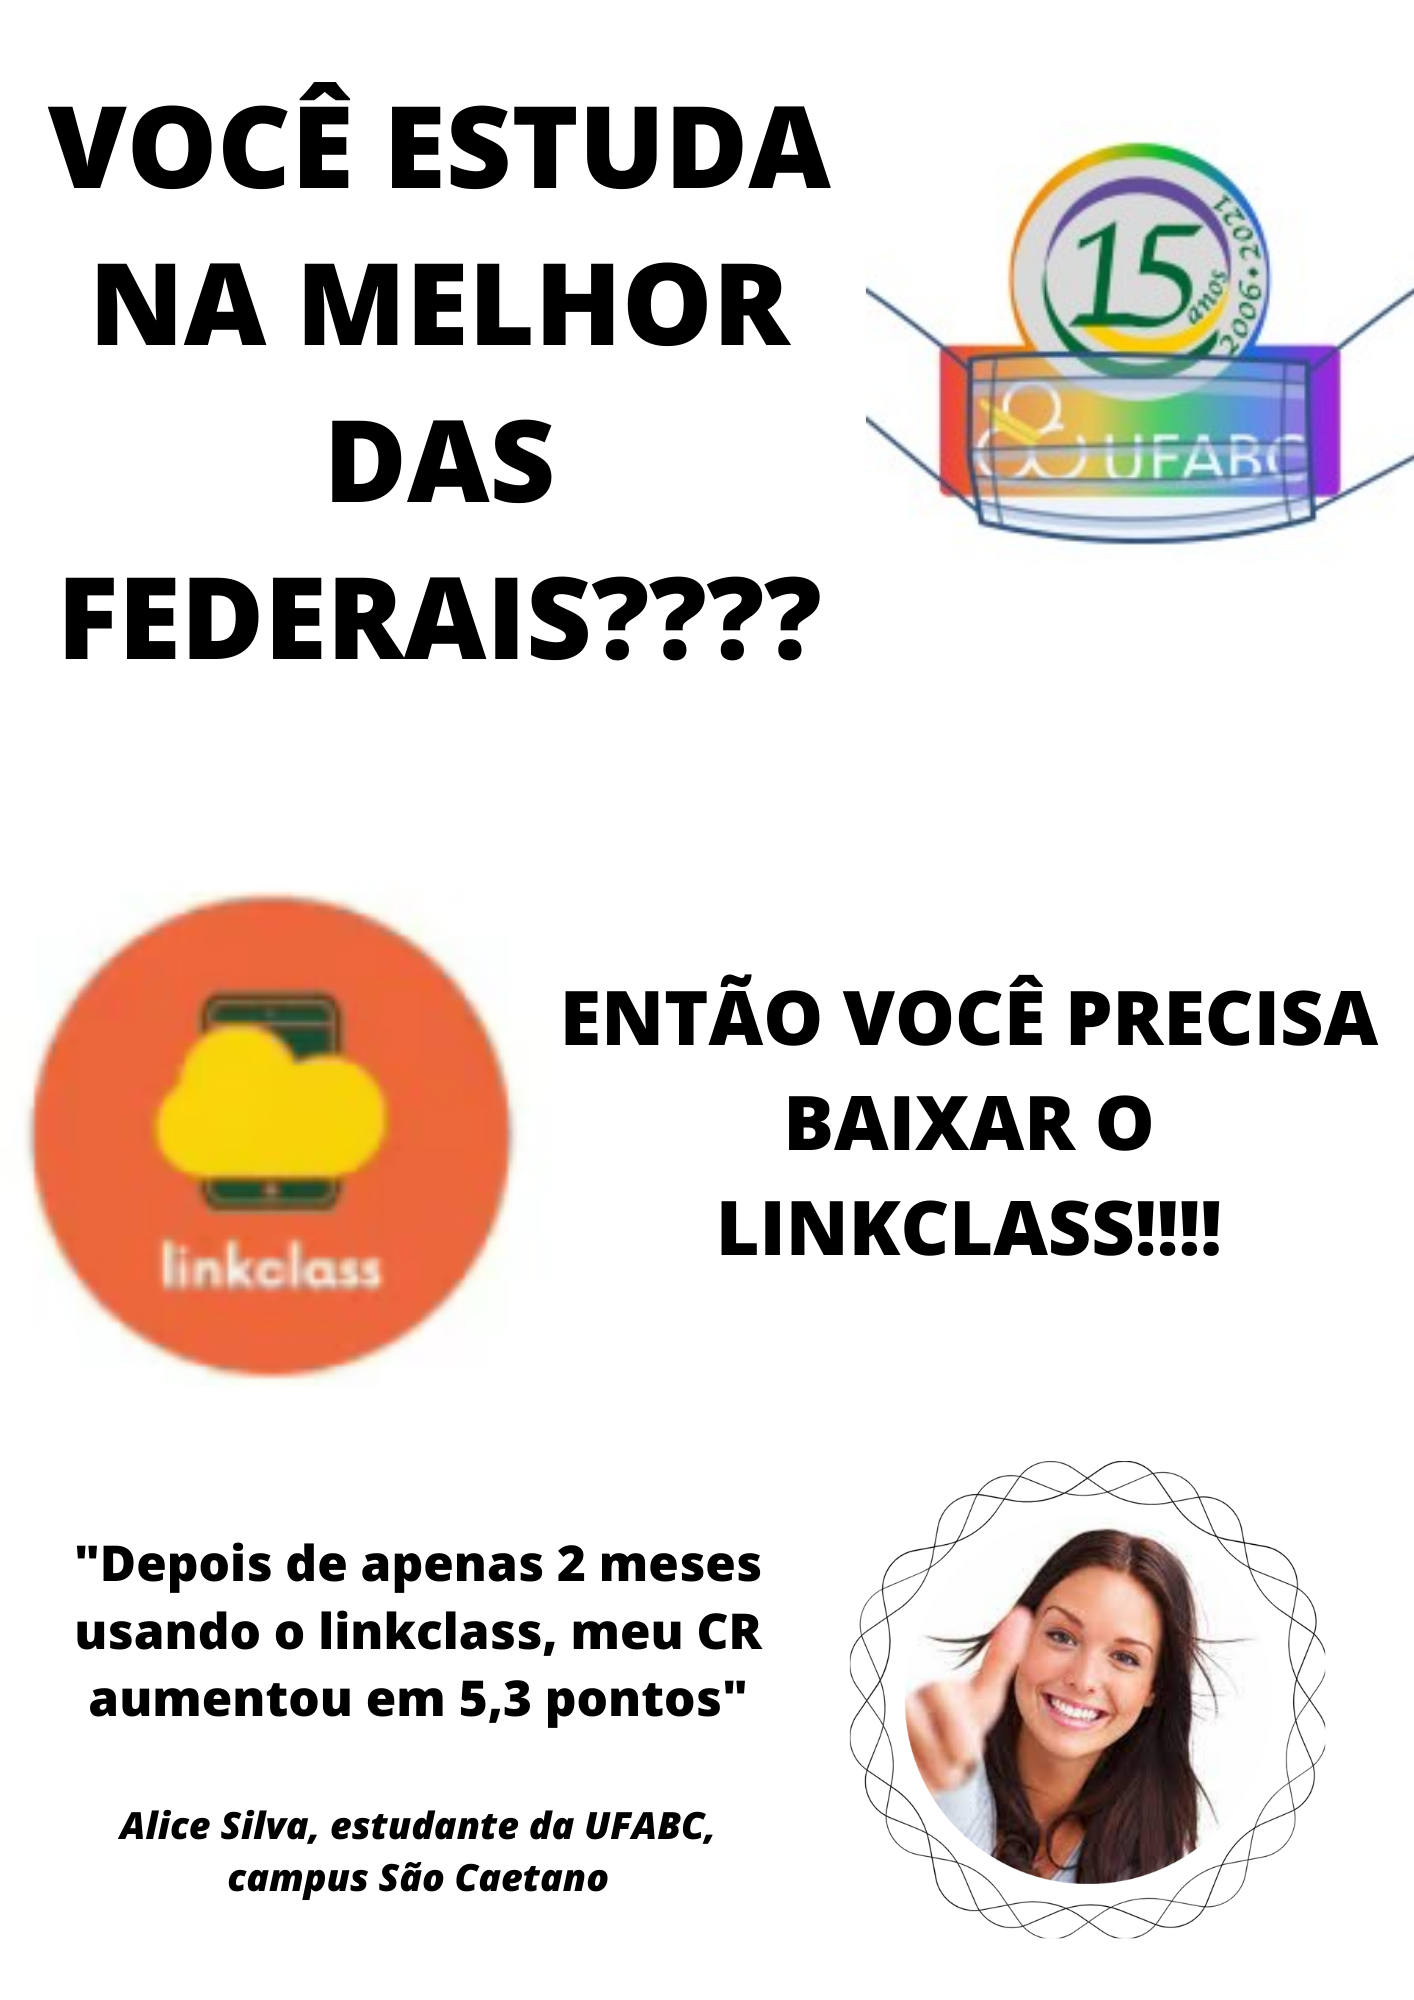 VOCÊ ESTUDA
NA MELHOR
DAS
FEDERAIS????
15
anos
2006•2021
UFABC
ENTÃO VOCÊ PRECISA
BAIXAR O
LINKCLASS!!!!
linkclass
"Depois de apenas 2 meses
usando o linkclass, meu CR
aumentou em 5,3 pontos"
Alice Silva, estudante da UFABC,
campus São Caetano